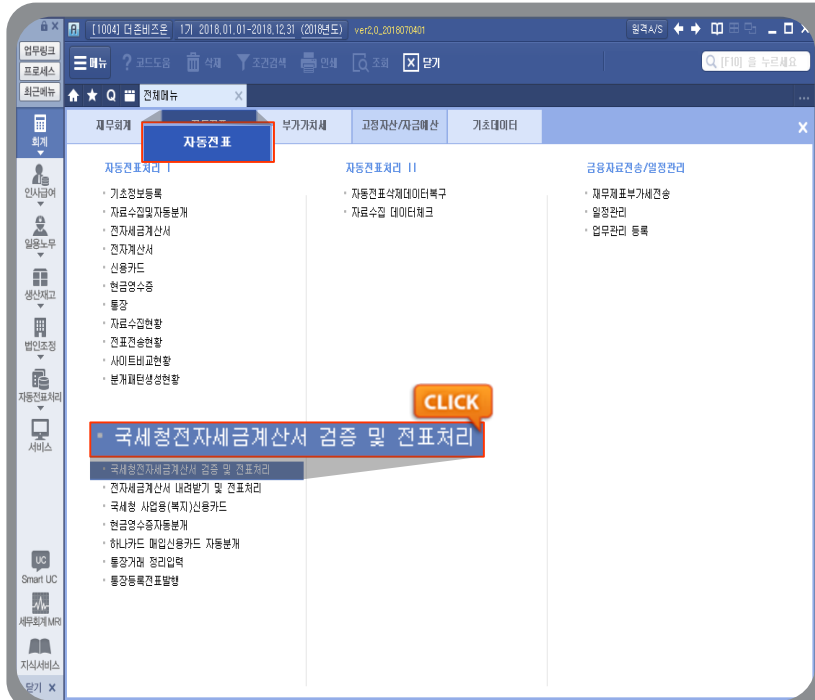 [1004] 더존비즈온 1기 2018.01.01~2018.12.31 (2018년도) ver2.0_2018070401 원격A/S
업무링크
프로세스
최근메뉴
메뉴 ? 코드도움 삭제 조건검색 인쇄 조회 닫기 [F10] 을 누르세요
전체메뉴 X
재무회계 부가가치세 고정자산/자금예산 기초데이터 X
자동전표
회계
인사급여
일용노무
생산재고
법인조정
자동전표처리
서비스
UC
Smart UC
세무회계MRI
지식서비스
닫기 X
자동전표처리 I
· 기초정보등록
· 자료수집및자동분개
· 전자세금계산서
· 전자계산서
· 신용카드
· 현금영수증
· 통장
· 자료수집현황
· 전표전송현황
· 사이트비교현황
· 분개패턴생성현황
CLICK
· 국세청전자세금계산서 검증 및 전표처리
· 국세청전자세금계산서 검증 및 전표처리
· 전자세금계산서 내려받기 및 전표처리
· 국세청 사업용(복지)신용카드
· 현금영수증자동분개
· 하나카드 매입신용카드 자동분개
· 통장거래 정리입력
· 통장등록전표발행
자동전표처리 II
· 자동전표삭제데이터복구
· 자료수집 데이터체크
금융자료전송/일정관리
· 재무제표부가세전송
· 일정관리
· 업무관리 등록